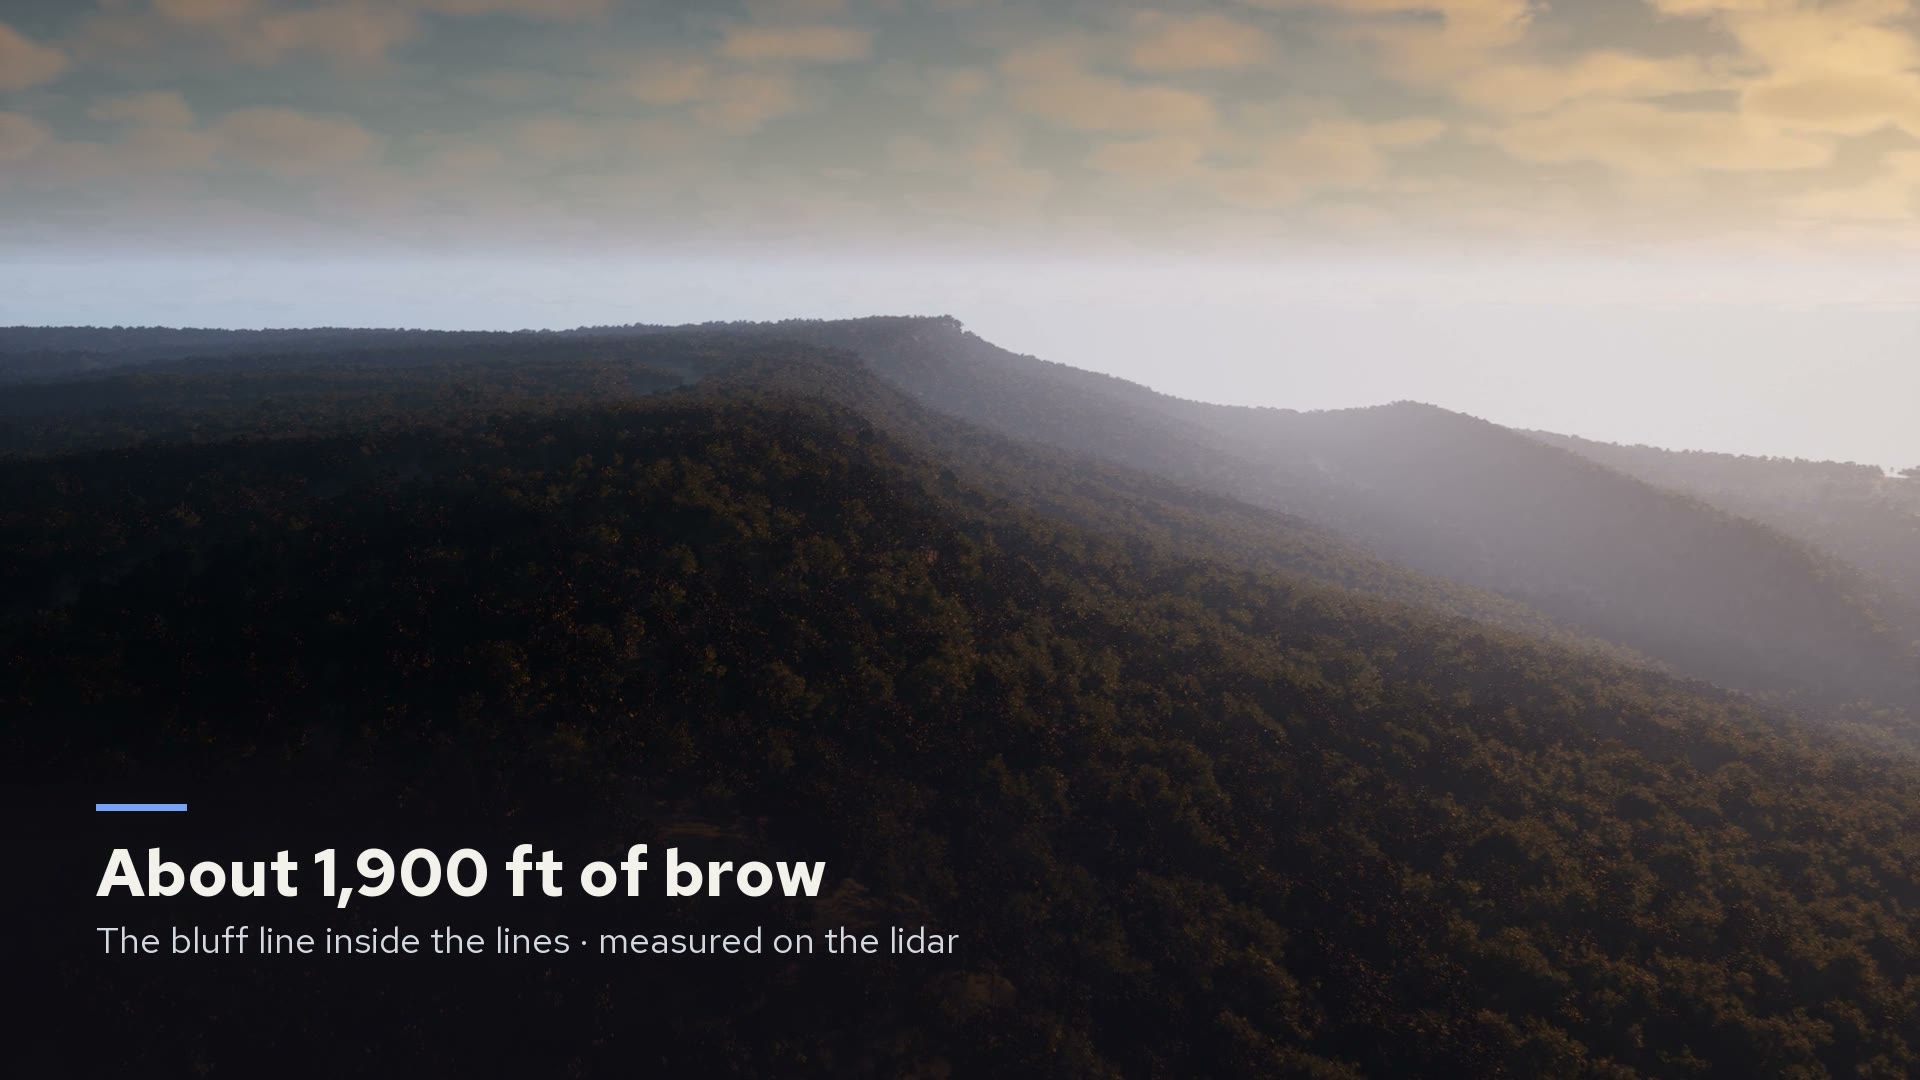 About 1,900 ft of brow
The bluff line inside the lines · measured on the lidar